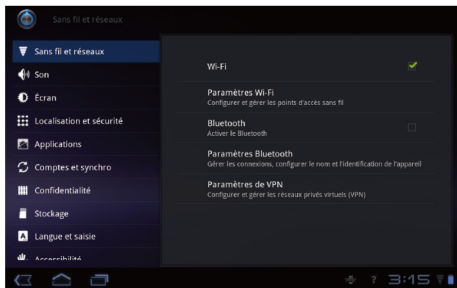 Sans fil et réseaux
Sans fil et réseaux
Son
Écran
Localisation et sécurité
Applications
Comptes et synchro
Confidentialité
Stockage
Langue et saisie
Accessibilité
Wi-Fi
Paramètres Wi-Fi
Configurer et gérer les points d'accès sans fil
Bluetooth
Activer le Bluetooth
Paramètres Bluetooth
Gérer les connexions, configurer le nom et l'identification de l'appareil
Paramètres de VPN
Configurer et gérer les réseaux privés virtuels (VPN)
? 3:15